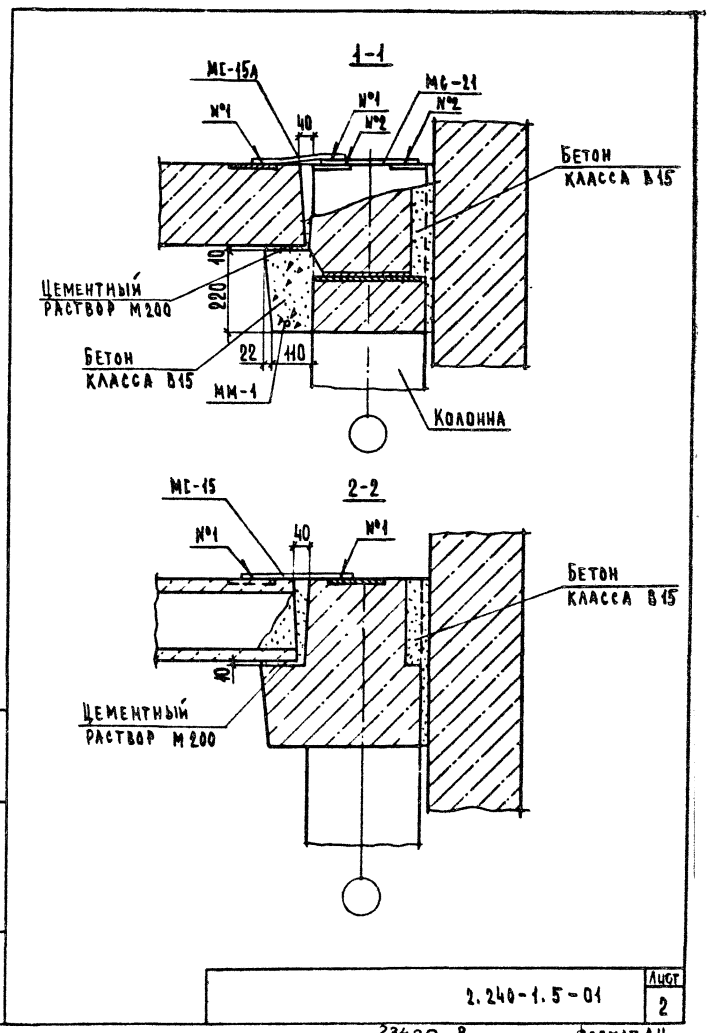 1-1
МС-15А
№1
40
№1
№2
МС-21
№2
БЕТОН
КЛАССА В15
10
220
ЦЕМЕНТНЫЙ
РАСТВОР М200
БЕТОН
КЛАССА В15
22
110
ММ-1
КОЛОННА
2-2
МС-15
№1
40
№1
БЕТОН
КЛАССА В15
10
ЦЕМЕНТНЫЙ
РАСТВОР М200
2.240-1.5-01
ЛИСТ
2